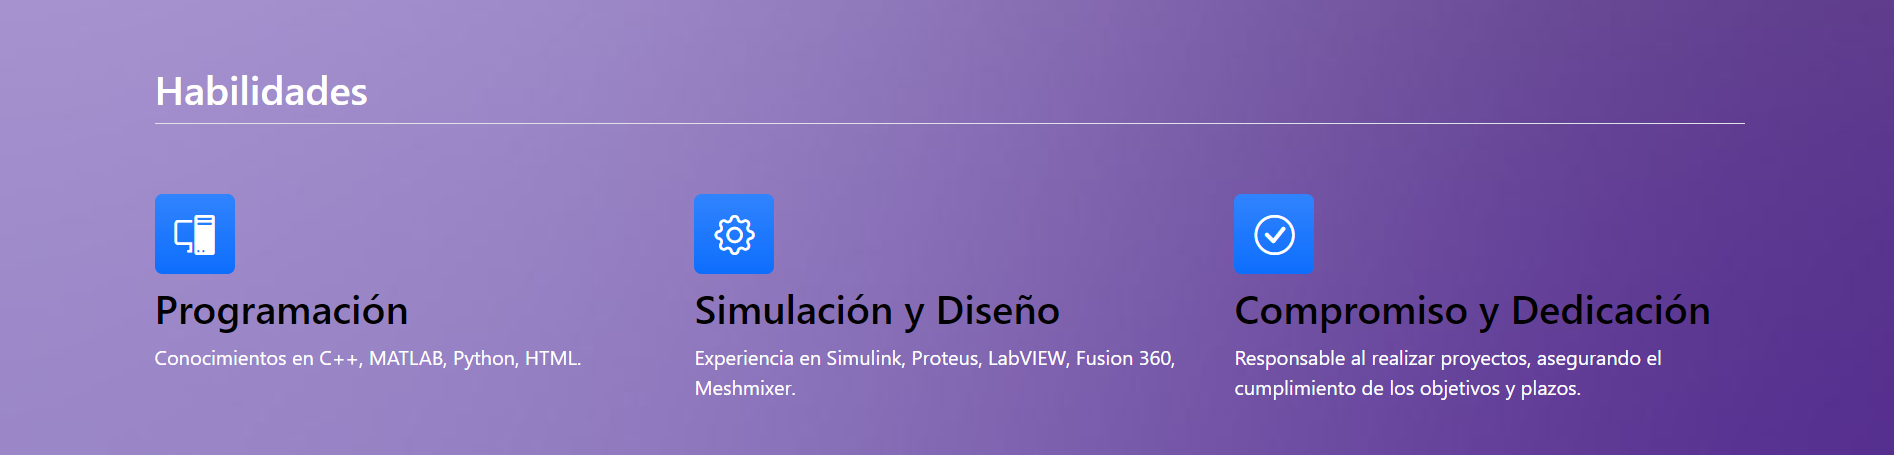 Habilidades
Programación
Conocimientos en C++, MATLAB, Python, HTML.
Simulación y Diseño
Experiencia en Simulink, Proteus, LabVIEW, Fusion 360,
Meshmixer.
Compromiso y Dedicación
Responsable al realizar proyectos, asegurando el
cumplimiento de los objetivos y plazos.